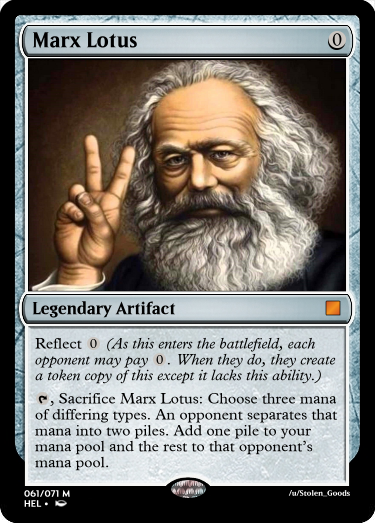 Marx Lotus 0
Legendary Artifact
Reflect 0 (As this enters the battlefield, each
opponent may pay 0. When they do, they create
a token copy of this except it lacks this ability.)
, Sacrifice Marx Lotus: Choose three mana
of differing types. An opponent separates that
mana into two piles. Add one pile to your
mana pool and the rest to that opponent's
mana pool.
061/071 M
HEL •
/u/Stolen_Goods